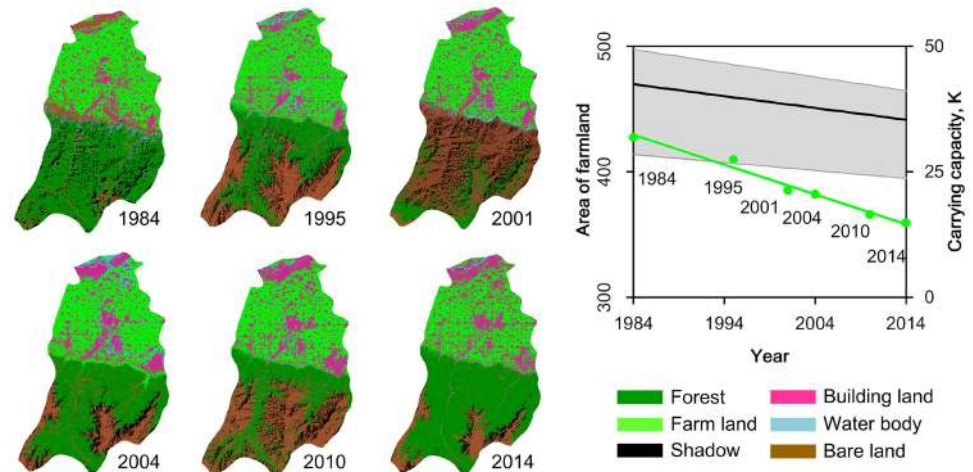 1984
1995
2001
2004
2010
2014
500
400
300
Area of farmland
50
25
0
Carrying capacity, K
1984
1995
2001
2004
2010
2014
1984
1994
2004
2014
Year
Forest
Building land
Farm land
Water body
Shadow
Bare land